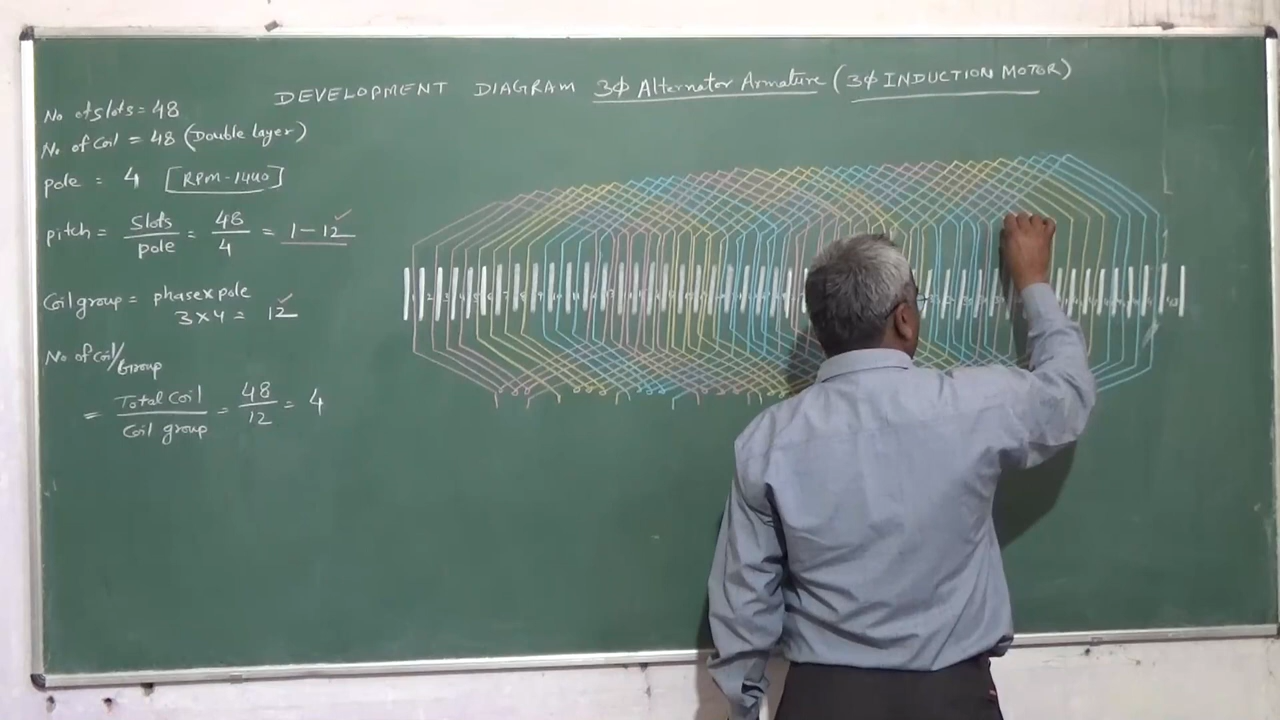 DEVELOPMENT DIAGRAM 3Φ Alternator Armature (3Φ INDUCTION MOTOR)
No of slots = 48
No of Coil = 48 (Double layer)
pole = 4 [RPM-1440]
pitch = Slots/pole = 48/4 = 1-12 ✓
Coil group = phase x pole
3 x 4 = 12 ✓
No of coil/Group
= Total Coil/Coil group = 48/12 = 4